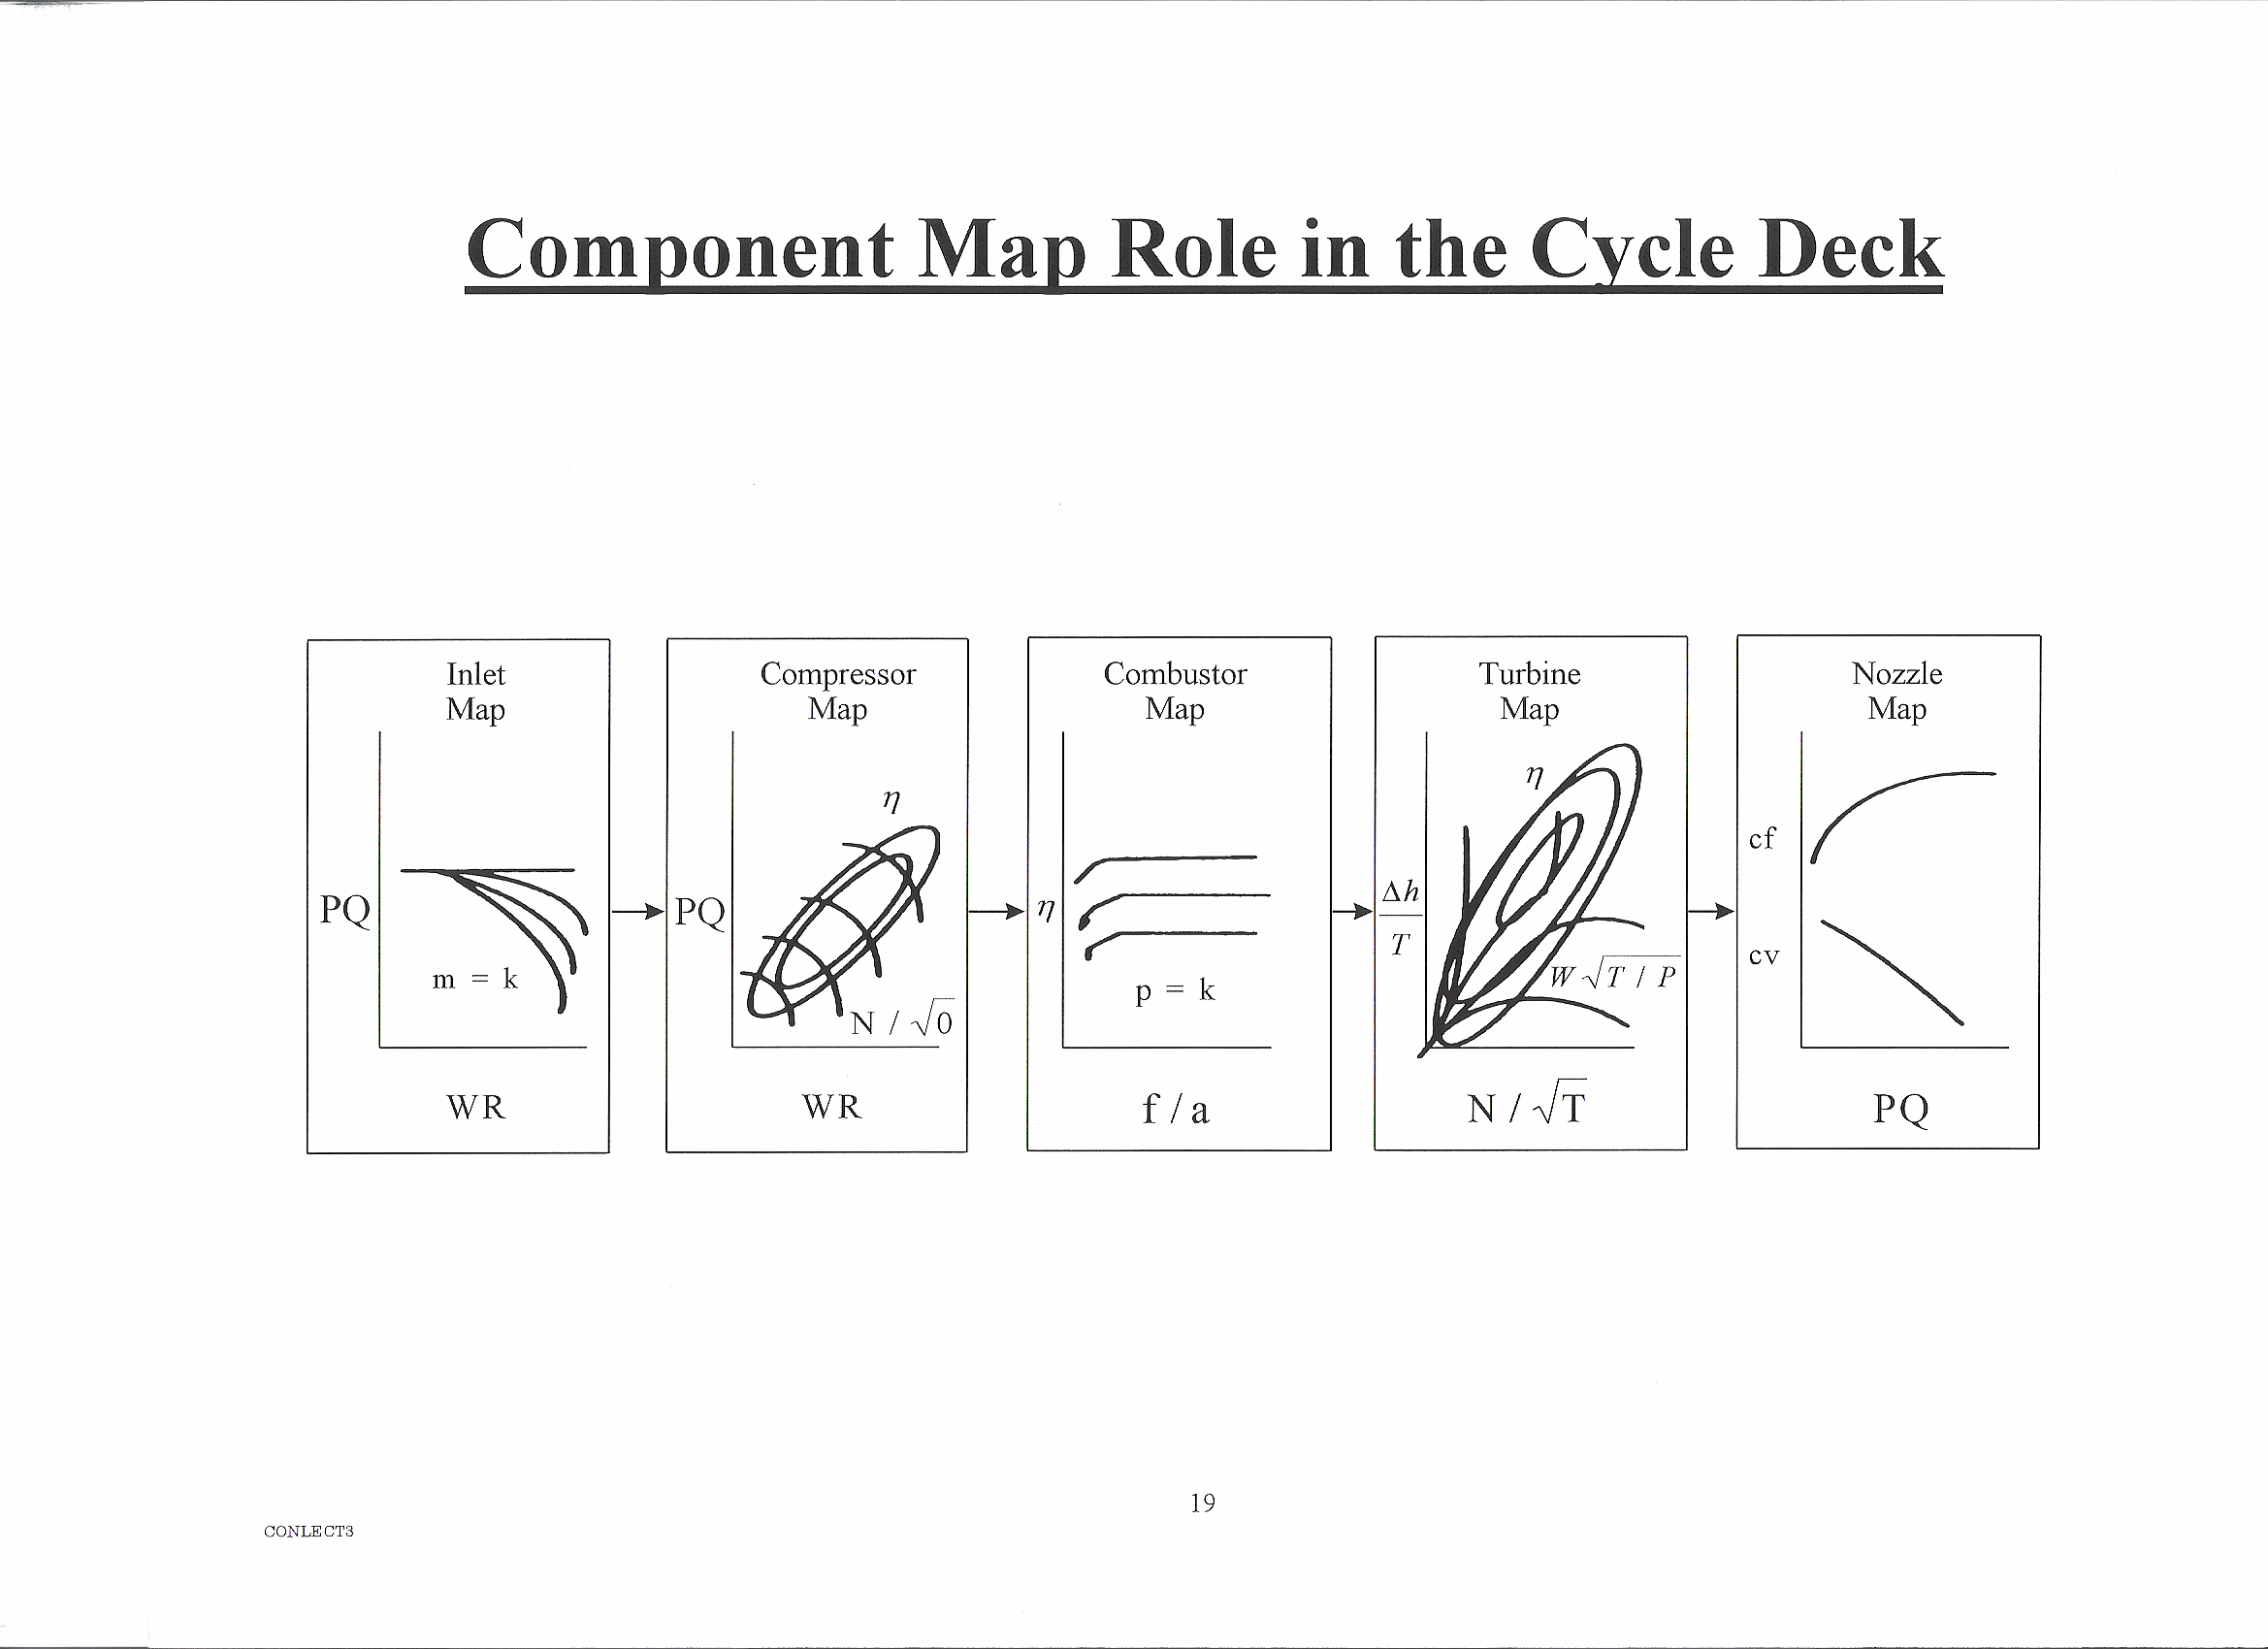 Component Map Role in the Cycle Deck
Inlet
Map
PQ
m = k
WR
Compressor
Map
η
PQ
N / √0
WR
Combustor
Map
η
p = k
f / a
Turbine
Map
η
Δh
T
W √T / P
N / √T
Nozzle
Map
cf
cv
PQ
19
CONLECT3